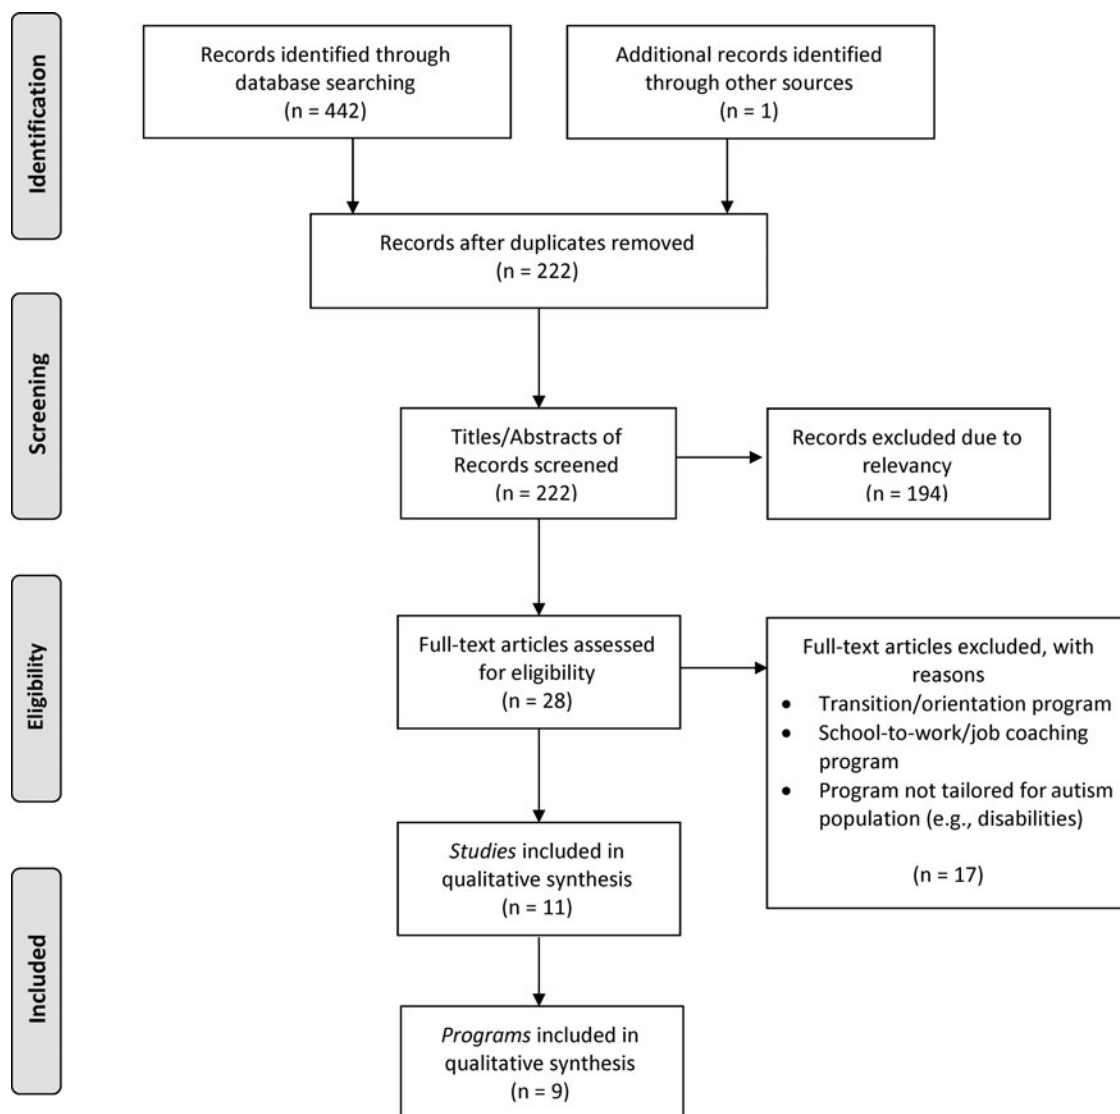 Identification
Records identified through
database searching
(n = 442)
Additional records identified
through other sources
(n = 1)
Records after duplicates removed
(n = 222)
Screening
Titles/Abstracts of
Records screened
(n = 222)
Records excluded due to
relevancy
(n = 194)
Eligibility
Full-text articles assessed
for eligibility
(n = 28)
Full-text articles excluded, with
reasons
• Transition/orientation program
• School-to-work/job coaching
program
• Program not tailored for autism
population (e.g., disabilities)
(n = 17)
Included
Studies included in
qualitative synthesis
(n = 11)
Programs included in
qualitative synthesis
(n = 9)